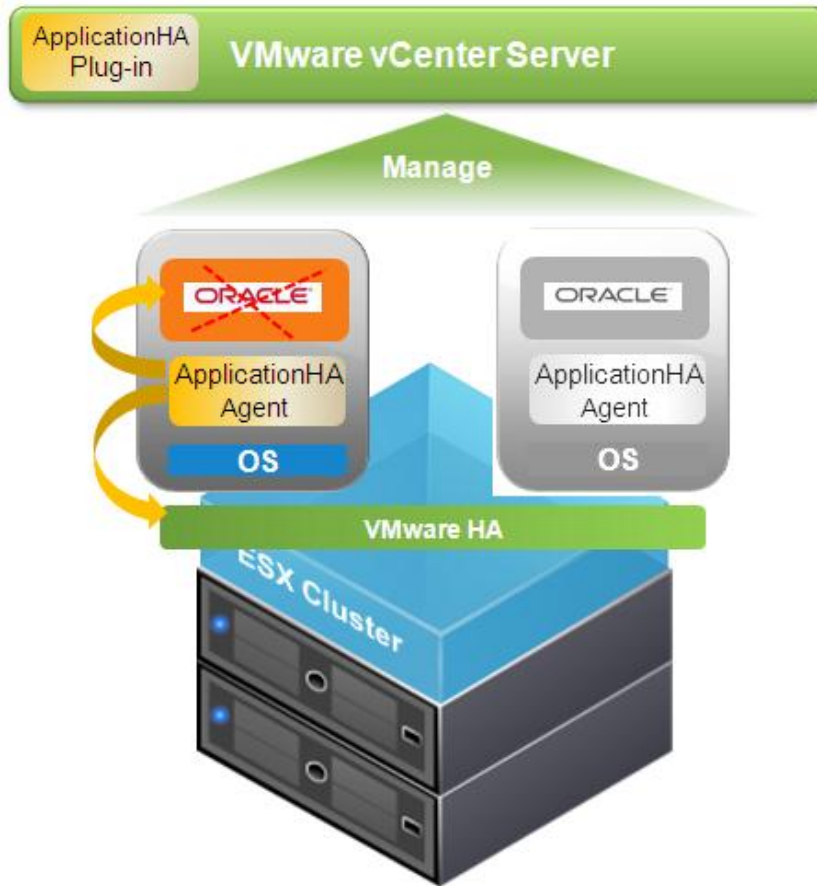 ApplicationHA
Plug-in
VMware vCenter Server
Manage
ORACLE
ApplicationHA
Agent
OS
ORACLE
ApplicationHA
Agent
OS
VMware HA
ESX Cluster